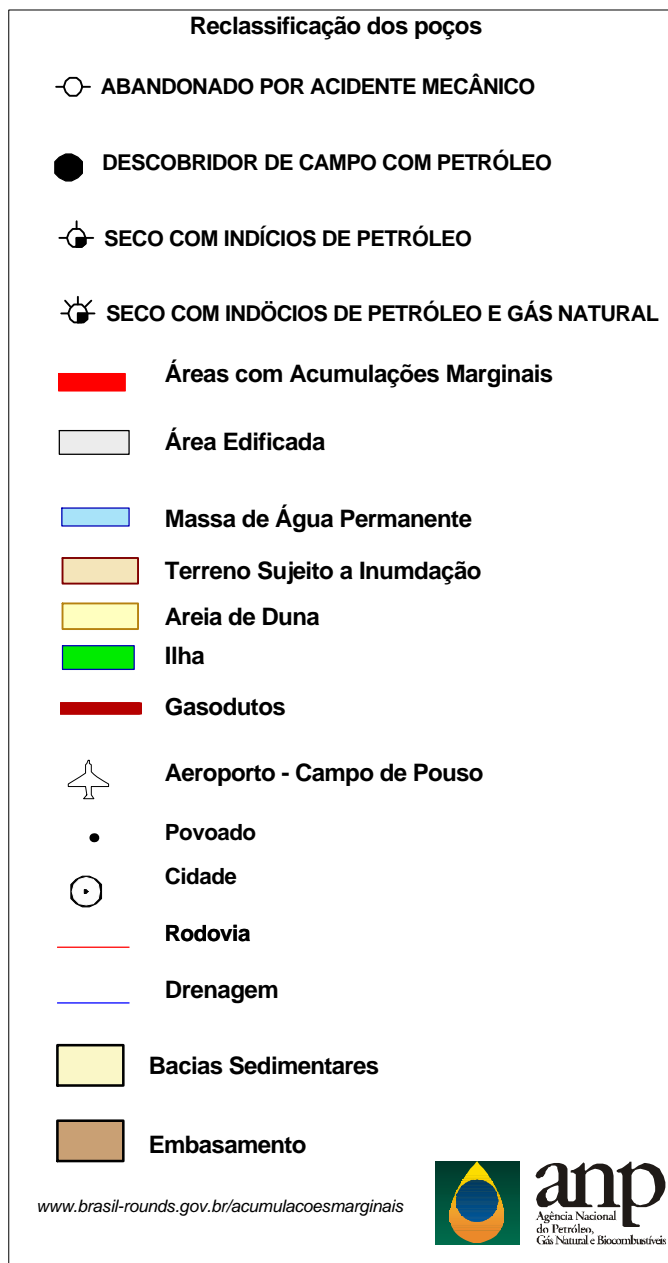 Reclassificação dos poços
ABANDONADO POR ACIDENTE MECÂNICO
DESCOBRIDOR DE CAMPO COM PETRÓLEO
SECO COM INDÍCIOS DE PETRÓLEO
SECO COM INDÖCIOS DE PETRÓLEO E GÁS NATURAL
Áreas com Acumulações Marginais
Área Edificada
Massa de Água Permanente
Terreno Sujeito a Inumdação
Areia de Duna
Ilha
Gasodutos
Aeroporto - Campo de Pouso
Povoado
Cidade
Rodovia
Drenagem
Bacias Sedimentares
Embasamento
www.brasil-rounds.gov.br/acumulacoesmarginais
anp
Agência Nacional
do Petróleo,
Gás Natural e Biocombustíveis